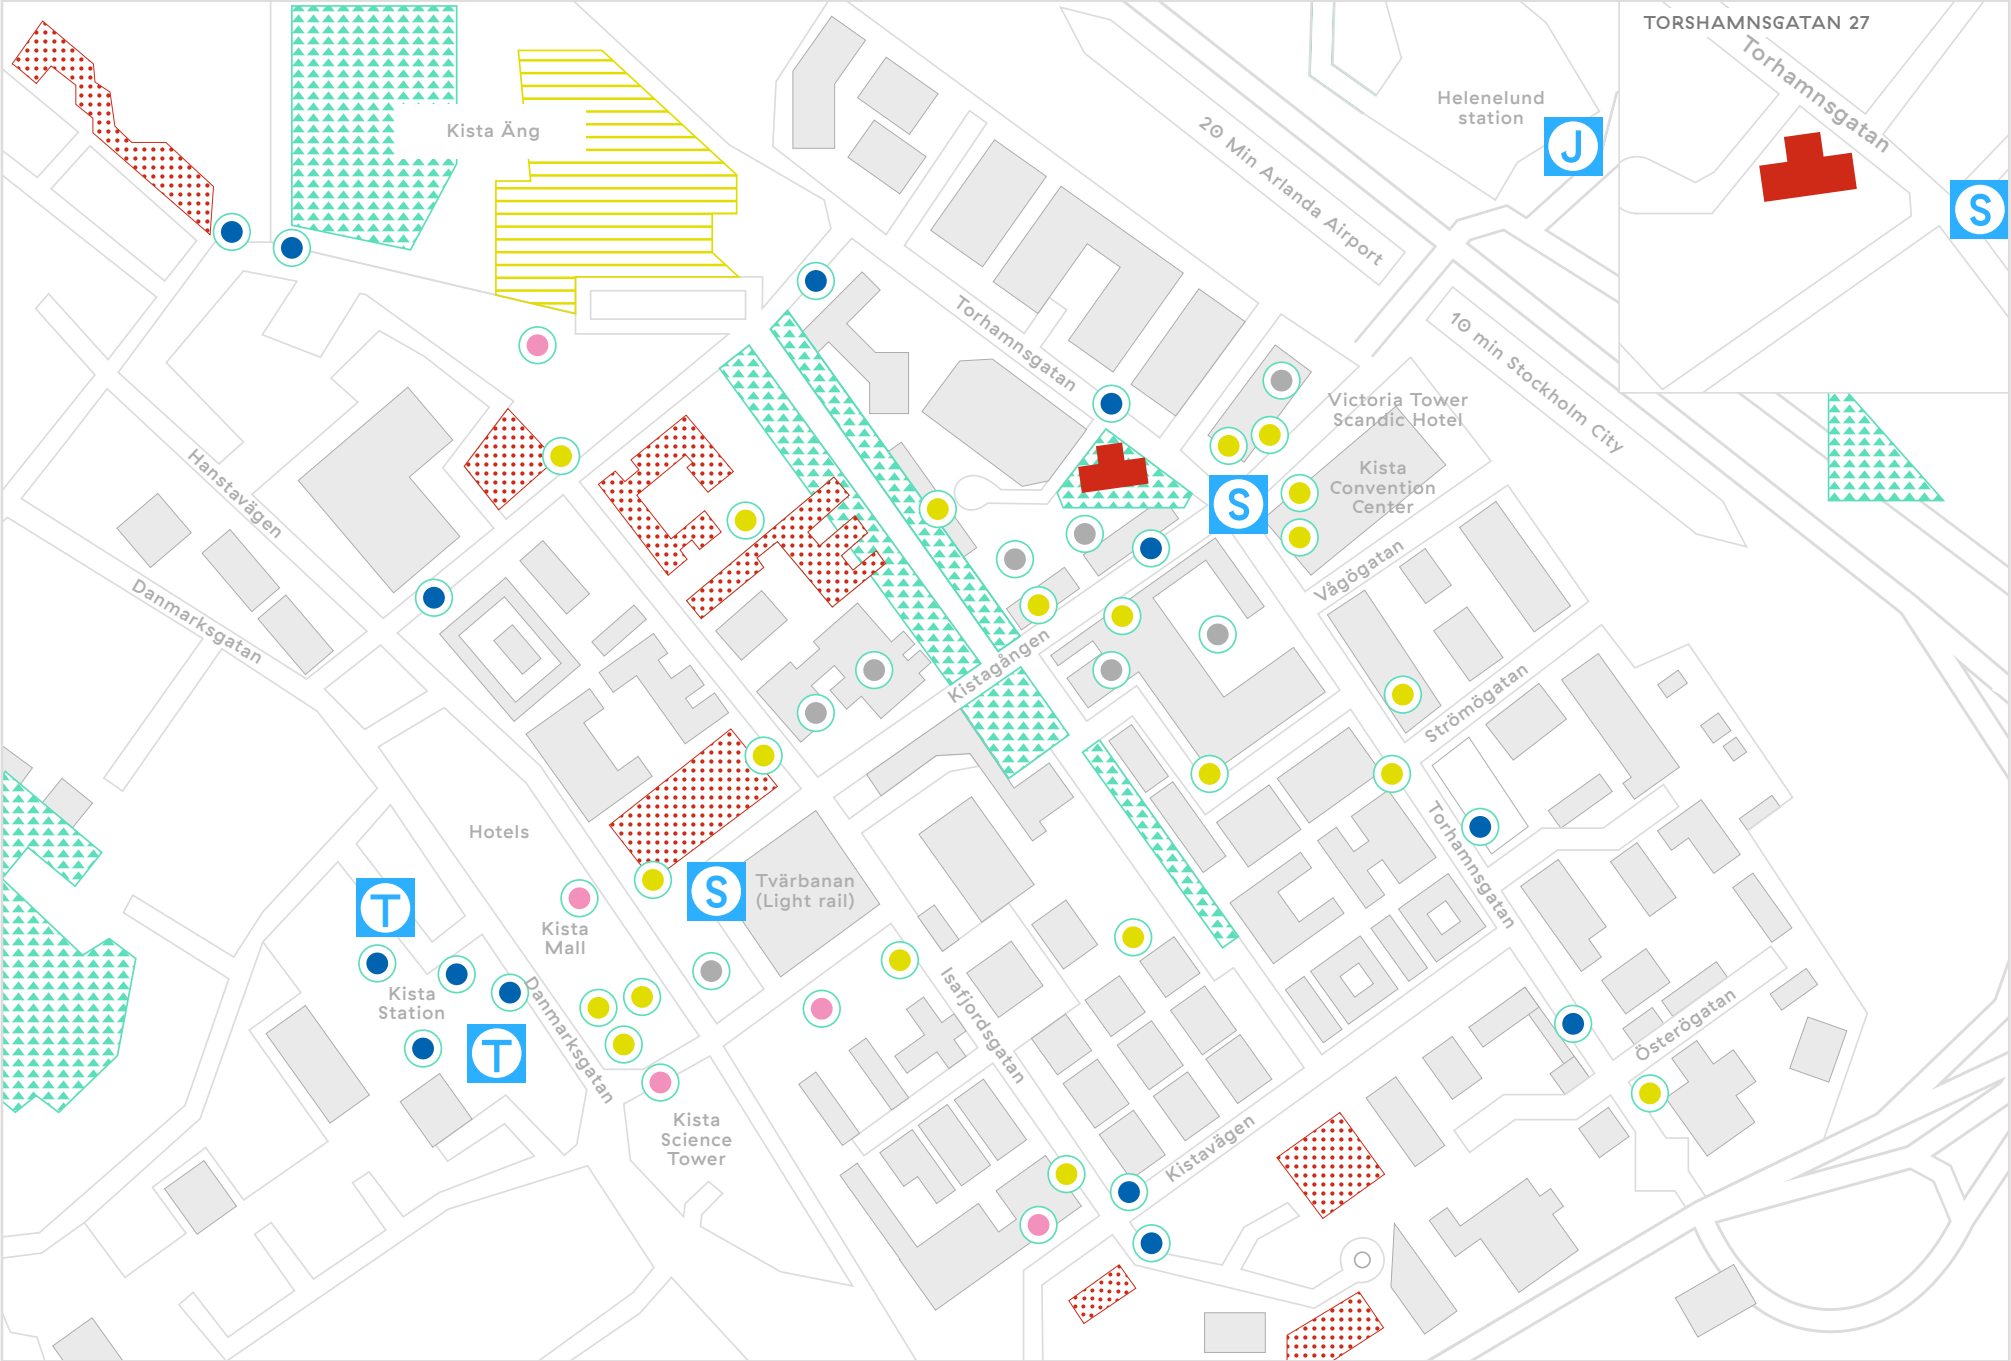 TORSHAMNSGATAN 27
Torhamnsgatan
Helenelund
station
J
S
Kista Äng
20 Min Arlanda Airport
Torhamnsgatan
10 min Stockholm City
Victoria Tower
Scandic Hotel
Kista
Convention
Center
S
Hanstavägen
Danmarksgatan
Vågögatan
Kistagången
Strömögatan
Torhamnsgatan
Hotels
S
Tvärbanan
(Light rail)
T
Kista
Mall
Kista
Station
T
Danmarksgatan
Isafjordsgatan
Österögatan
Kista
Science
Tower
Kistavägen